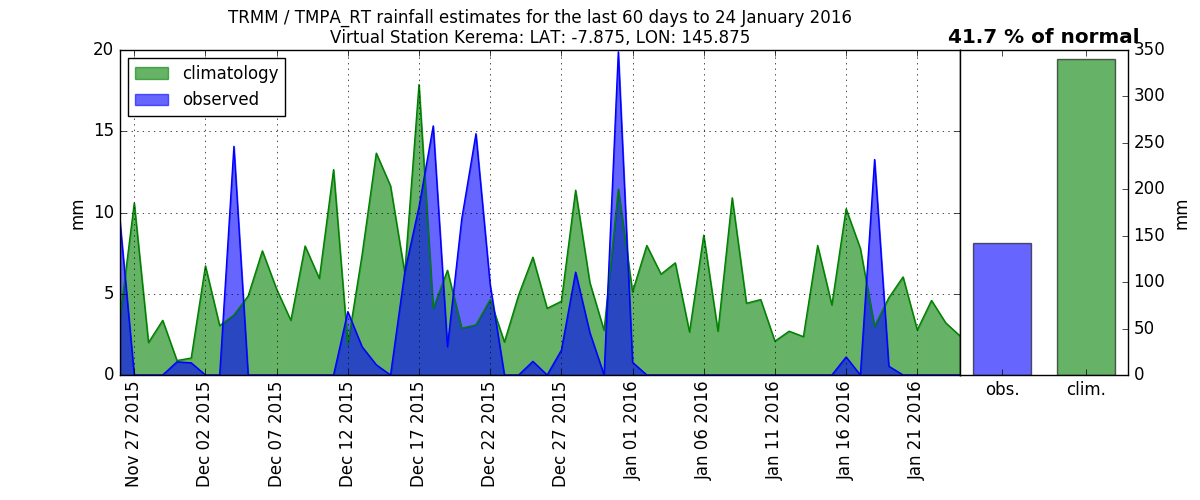 TRMM / TMPA_RT rainfall estimates for the last 60 days to 24 January 2016
Virtual Station Kerema: LAT: -7.875, LON: 145.875
41.7 % of normal
climatology
observed
20
15
10
5
0
mm
350
300
250
200
150
100
50
0
mm
Nov 27 2015
Dec 02 2015
Dec 07 2015
Dec 12 2015
Dec 17 2015
Dec 22 2015
Dec 27 2015
Jan 01 2016
Jan 06 2016
Jan 11 2016
Jan 16 2016
Jan 21 2016
obs.
clim.